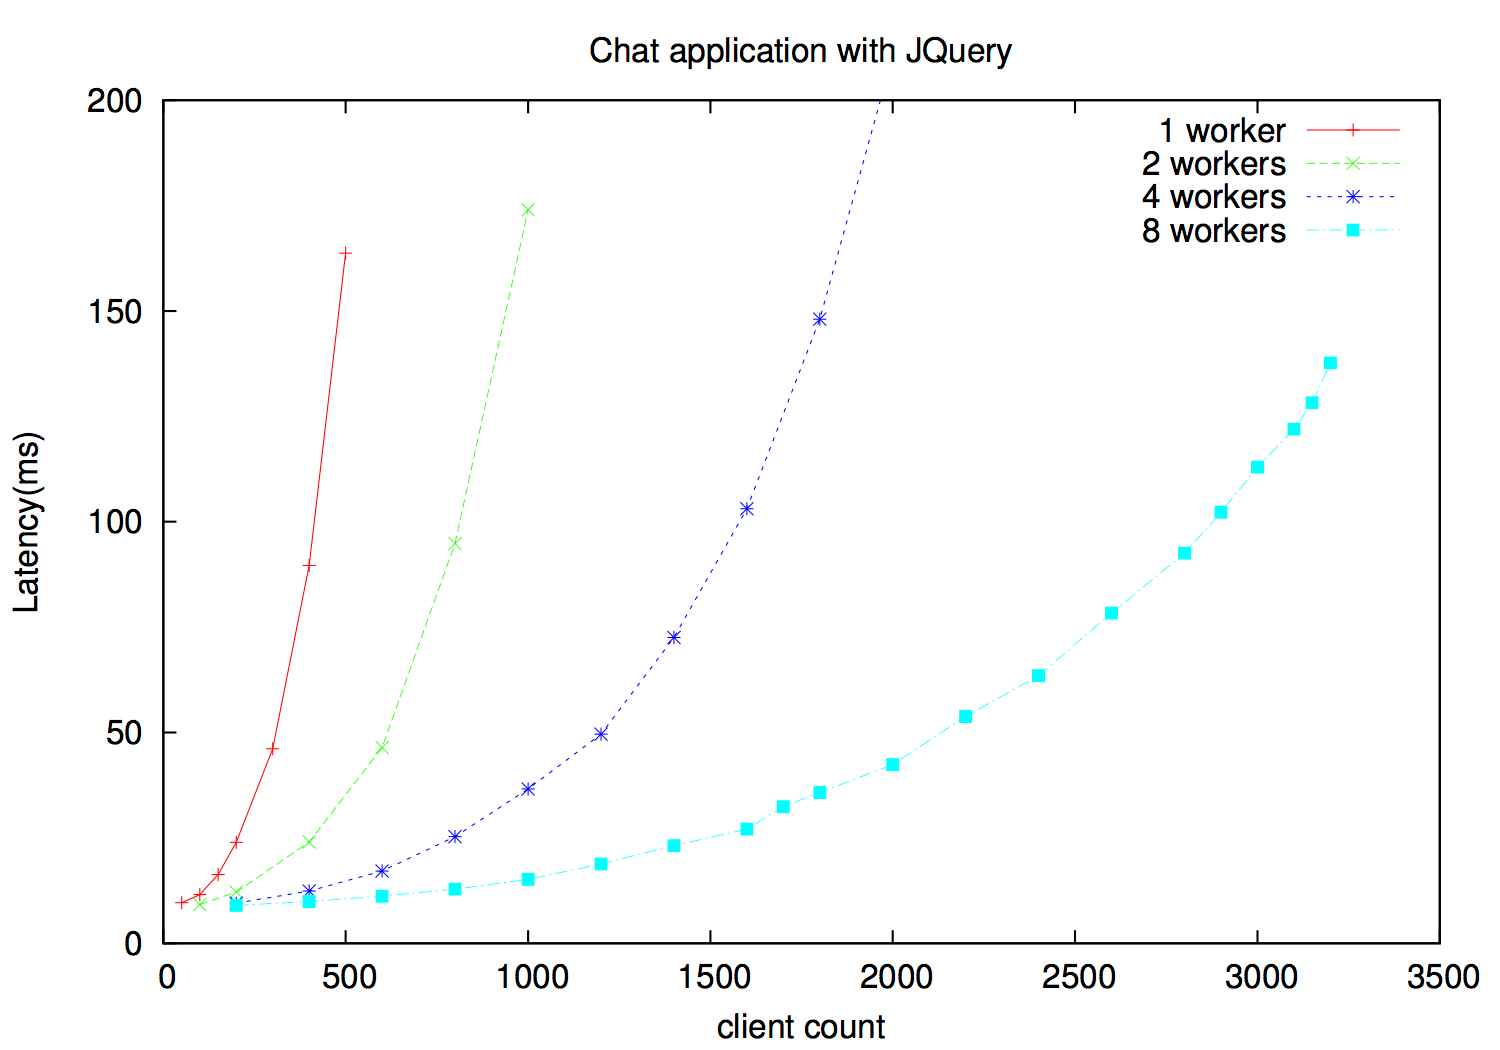 Chat application with JQuery
200
150
100
50
0
Latency(ms)
1 worker
2 workers
4 workers
8 workers
0 500 1000 1500 2000 2500 3000 3500
client count